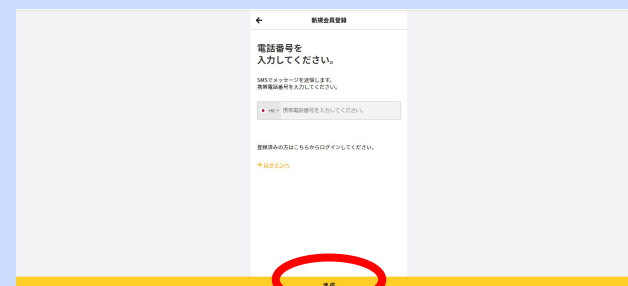 新規会員登録
電話番号を
入力してください。
SMSでメッセージを送信します。
携帯電話番号を入力してください。
+81 携帯電話番号を入力してください。
登録済みの方はこちらからログインしてください。
ログインへ
送信